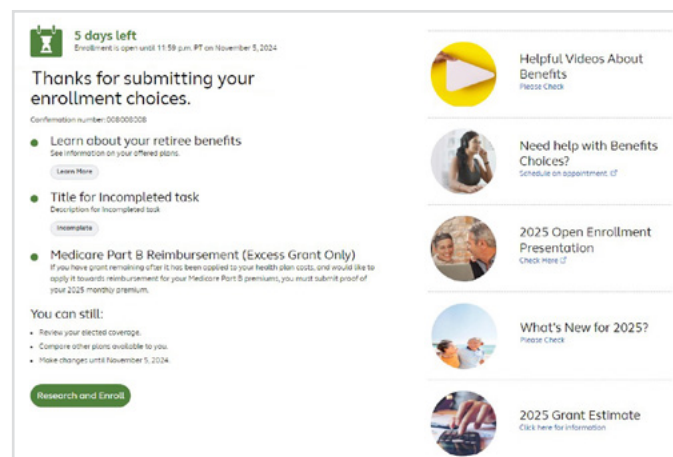 5 days left
Enrollment is open until 11:59 p.m. PT on November 5, 2024
Thanks for submitting your
enrollment choices.
Confirmation number: 008008008
Learn about your retiree benefits
See information on your offered plans.
Learn More
Title for Incompleted task
Description for Incompleted task
Incomplete
Medicare Part B Reimbursement (Excess Grant Only)
If you have grant remaining after it has been applied to your health plan costs, and would like to
apply it towards reimbursement for your Medicare Part B premiums, you must submit proof of
your 2025 monthly premium.
You can still:
Review your elected coverage.
Compare other plans available to you.
Make changes until November 5, 2024.
Research and Enroll
Helpful Videos About
Benefits
Please Check
Need help with Benefits
Choices?
Schedule an appointment.
2025 Open Enrollment
Presentation
Check Here
What's New for 2025?
Please Check
2025 Grant Estimate
Click here for information